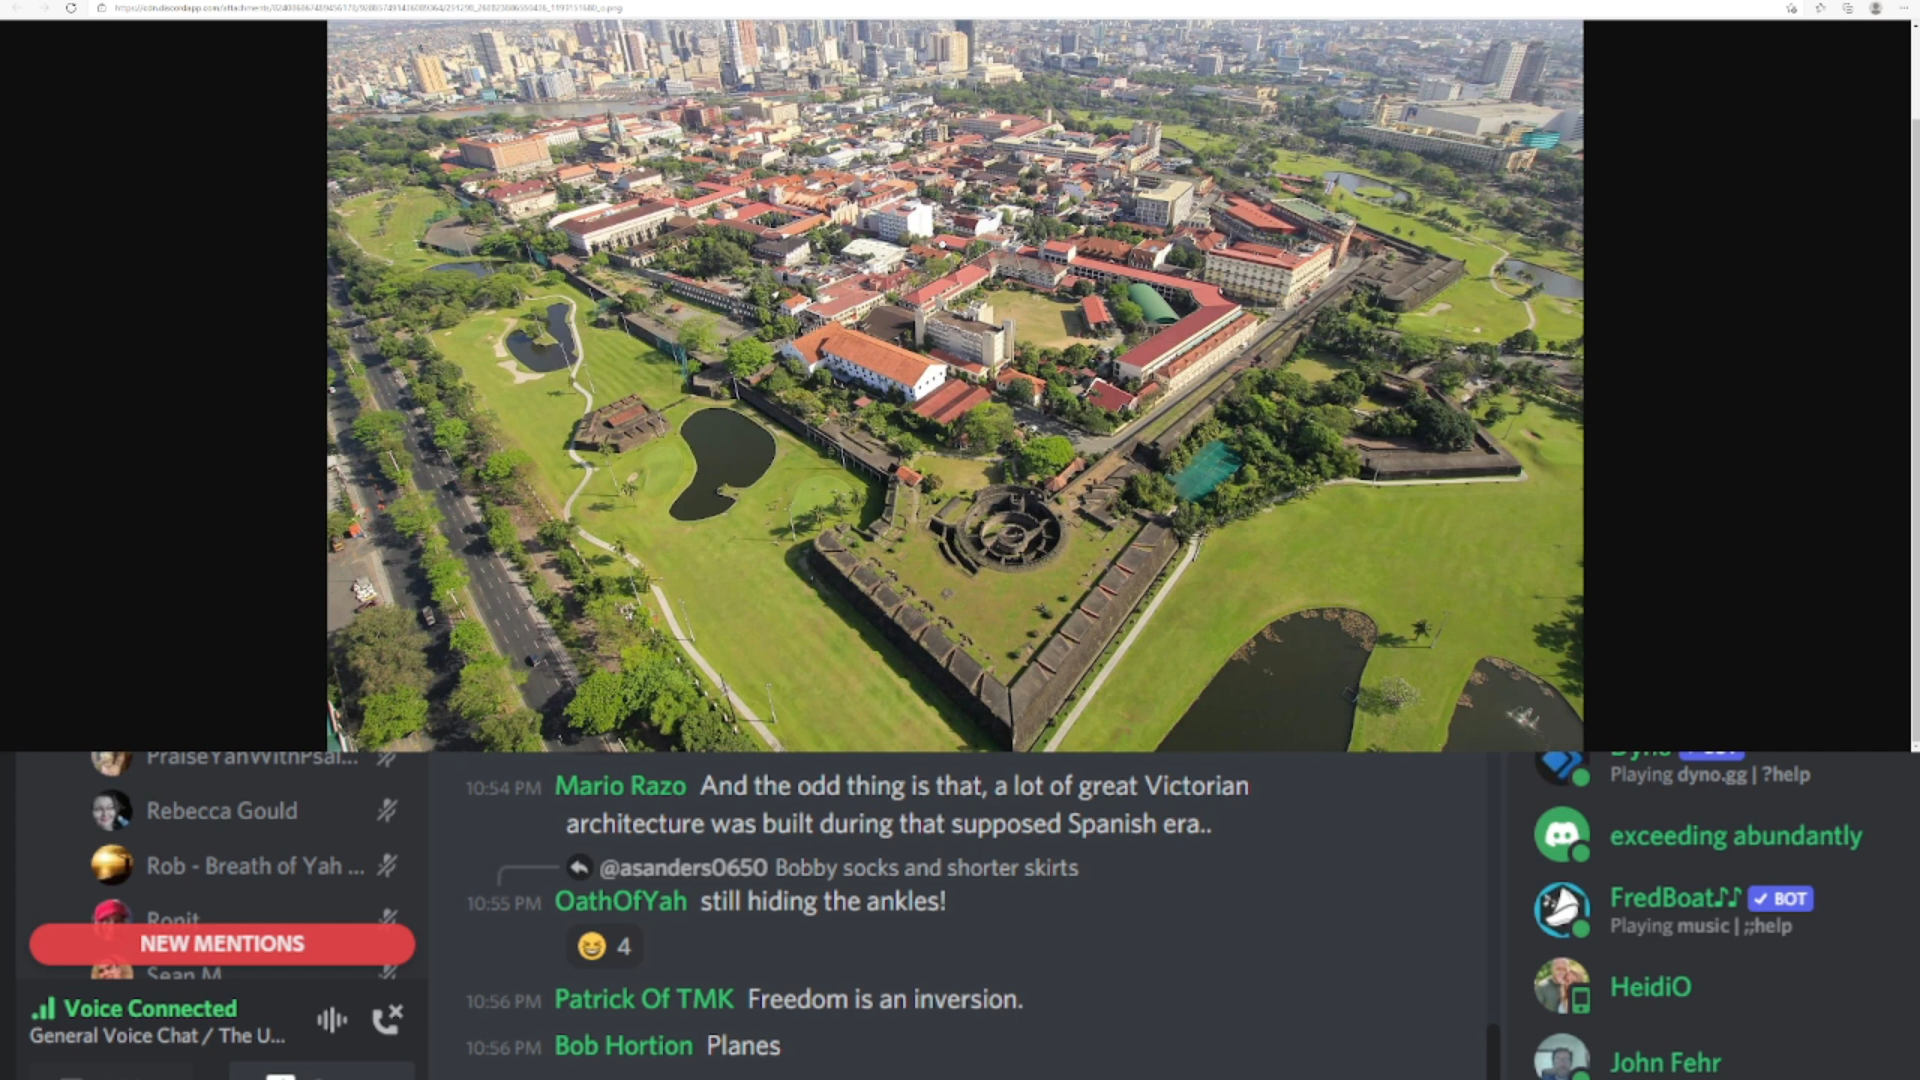 PraiseYahWithPsal...
Rebecca Gould
Rob - Breath of Yah ...
Ronit
NEW MENTIONS
Sean M
Voice Connected
General Voice Chat / The U...
10:54 PM Mario Razo And the odd thing is that, a lot of great Victorian
architecture was built during that supposed Spanish era..
@asanders0650 Bobby socks and shorter skirts
10:55 PM OathOfYah still hiding the ankles!
4
10:56 PM Patrick Of TMK Freedom is an inversion.
10:56 PM Bob Hortion Planes
Dyno BOT
Playing dyno.gg | ?help
exceeding abundantly
FredBoat♪♪ ✓ BOT
Playing music | ;;help
HeidiO
John Fehr